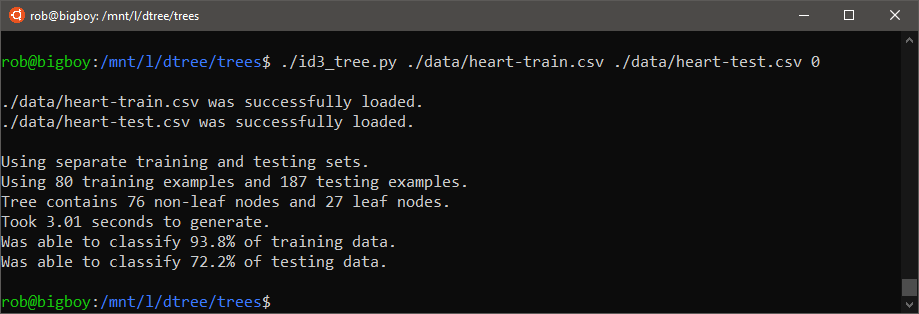 rob@bigboy: /mnt/l/dtree/trees
rob@bigboy:/mnt/l/dtree/trees$ ./id3_tree.py ./data/heart-train.csv ./data/heart-test.csv 0
./data/heart-train.csv was successfully loaded.
./data/heart-test.csv was successfully loaded.
Using separate training and testing sets.
Using 80 training examples and 187 testing examples.
Tree contains 76 non-leaf nodes and 27 leaf nodes.
Took 3.01 seconds to generate.
Was able to classify 93.8% of training data.
Was able to classify 72.2% of testing data.
rob@bigboy:/mnt/l/dtree/trees$